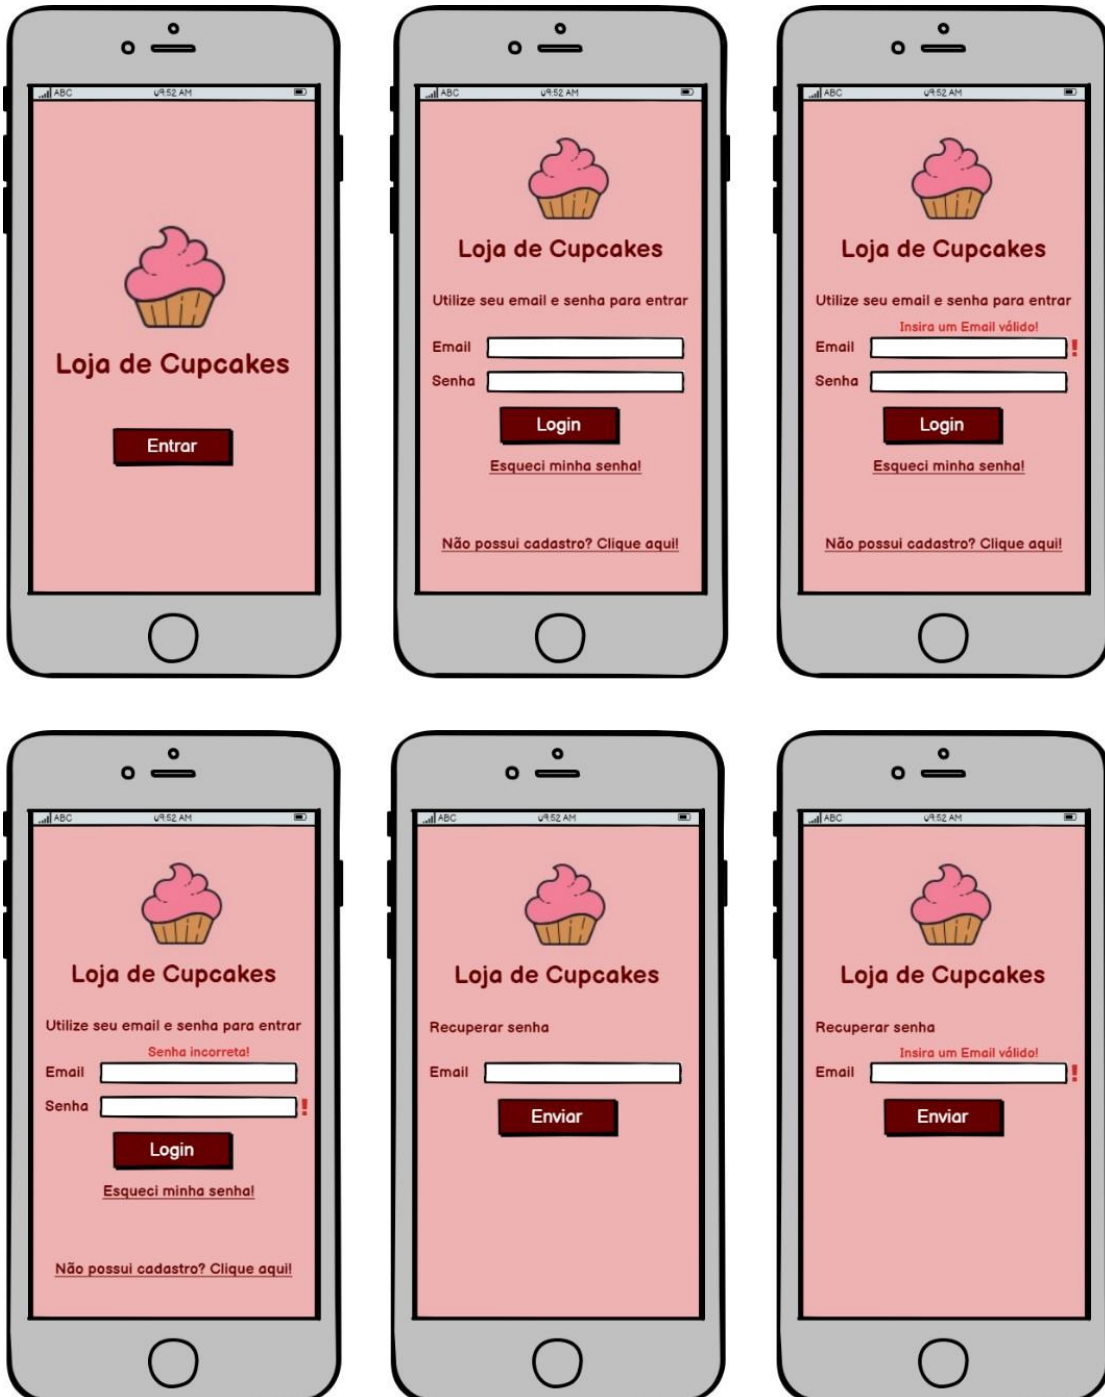 ABC 09:52 AM
Loja de Cupcakes
Entrar
ABC 09:52 AM
Loja de Cupcakes
Utilize seu email e senha para entrar
Email
Senha
Login
Esqueci minha senha!
Não possui cadastro? Clique aqui!
ABC 09:52 AM
Loja de Cupcakes
Utilize seu email e senha para entrar
Insira um Email válido!
Email !
Senha
Login
Esqueci minha senha!
Não possui cadastro? Clique aqui!
ABC 09:52 AM
Loja de Cupcakes
Utilize seu email e senha para entrar
Senha incorreta!
Email
Senha !
Login
Esqueci minha senha!
Não possui cadastro? Clique aqui!
ABC 09:52 AM
Loja de Cupcakes
Recuperar senha
Email
Enviar
ABC 09:52 AM
Loja de Cupcakes
Recuperar senha
Insira um Email válido!
Email !
Enviar